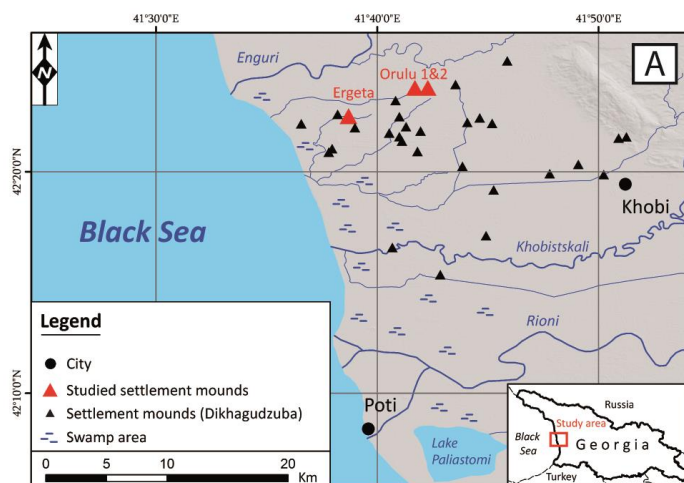 41°30'0"E
41°40'0"E
41°50'0"E
N
A
Enguri
Orulu 1&2
Ergeta
42°20'0"N
Khobi
Black Sea
Khobistskali
Rioni
42°10'0"N
Poti
Lake
Paliastomi
Legend
City
Studied settlement mounds
Settlement mounds (Dikhagudzuba)
Swamp area
0 5 10 20
Km
Russia
Study area
Black
Sea
Georgia
Turkey